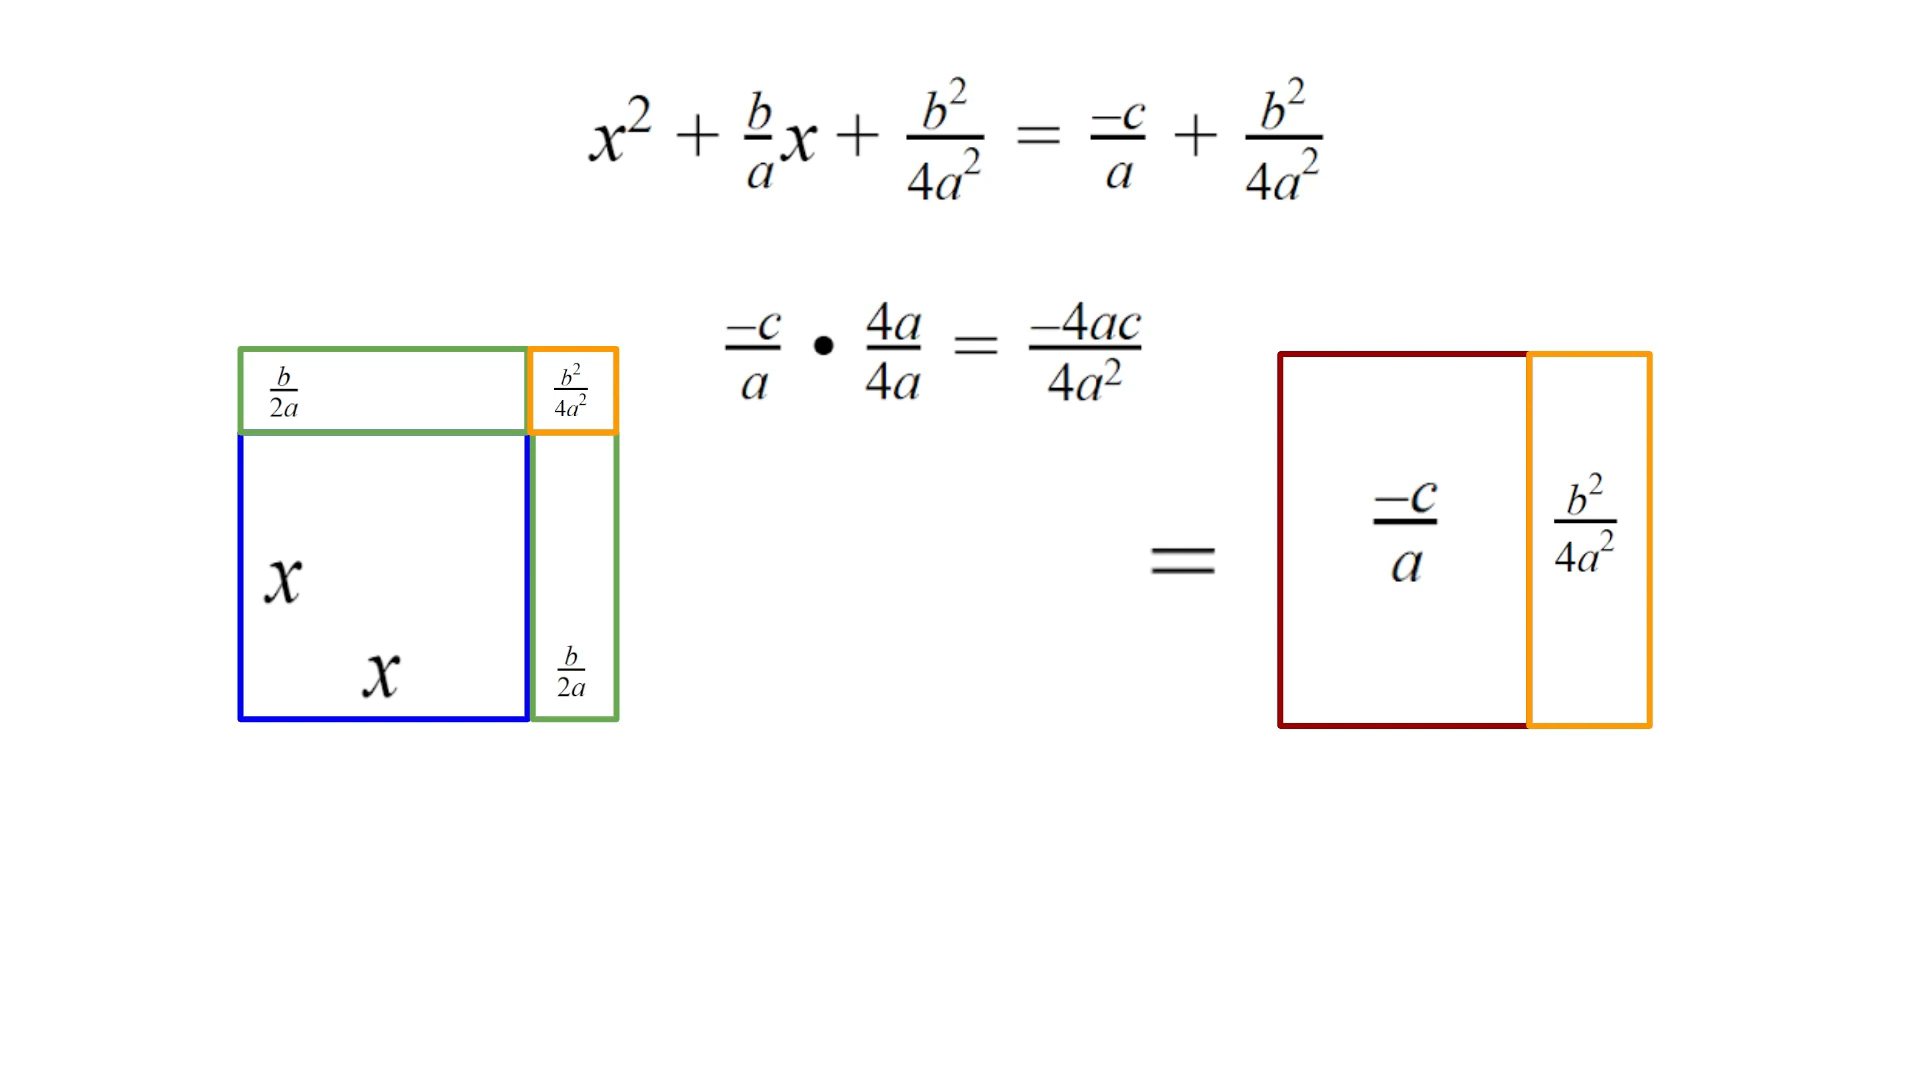 x² + b/a x + b²/4a² = –c/a + b²/4a²
–c/a • 4a/4a = –4ac/4a²
b/2a
b²/4a²
x
x
b/2a
=
–c/a
b²/4a²